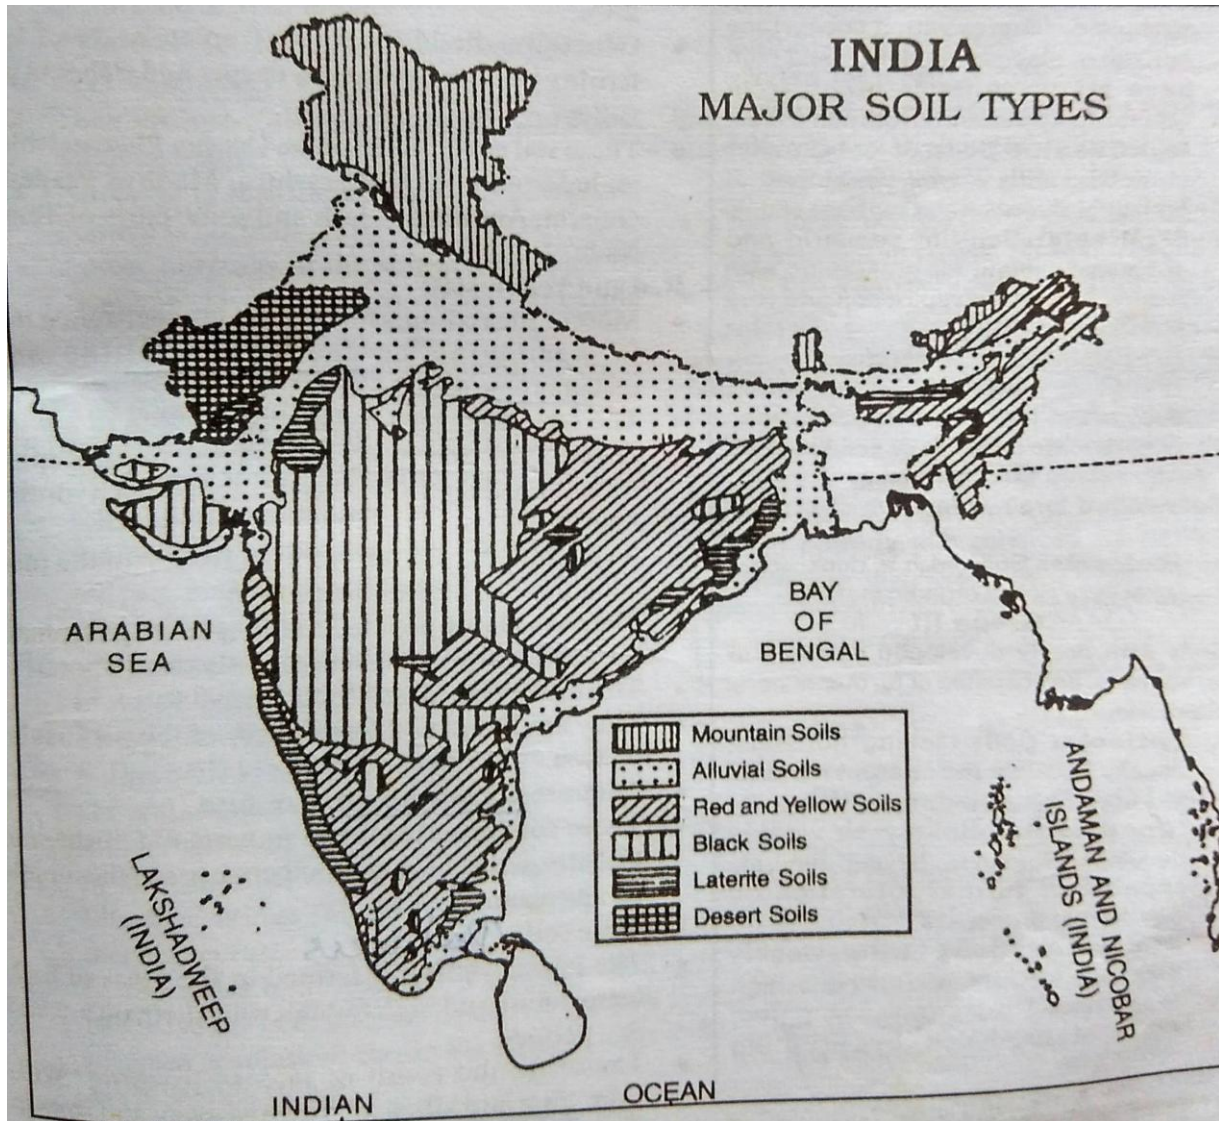 INDIA
MAJOR SOIL TYPES
ARABIAN
SEA
BAY
OF
BENGAL
Mountain Soils
Alluvial Soils
Red and Yellow Soils
Black Soils
Laterite Soils
Desert Soils
LAKSHADWEEP
(INDIA)
ANDAMAN AND NICOBAR
ISLANDS (INDIA)
INDIAN
OCEAN